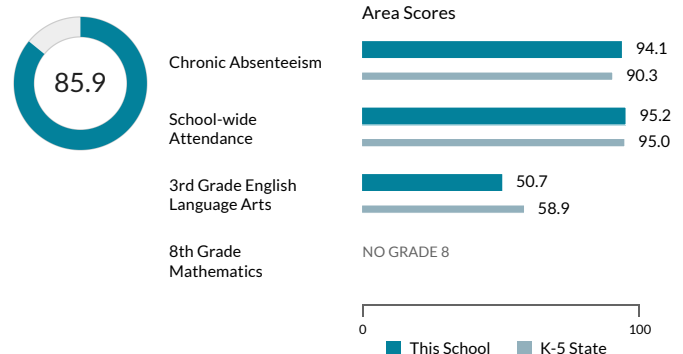 Area Scores
85.9
Chronic Absenteeism
94.1
90.3
School-wide
Attendance
95.2
95.0
3rd Grade English
Language Arts
50.7
58.9
8th Grade
Mathematics
NO GRADE 8
0
100
This School
K-5 State